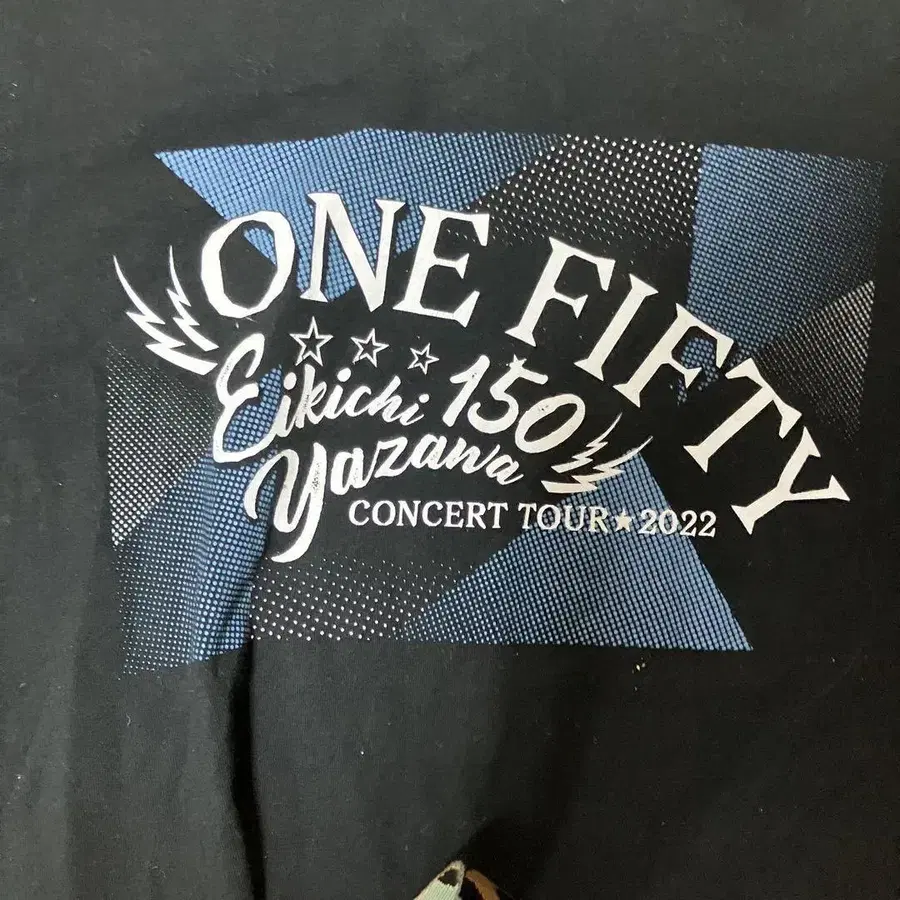 ONE FIFTY
Eikichi 150
Yazawa
CONCERT TOUR★2022